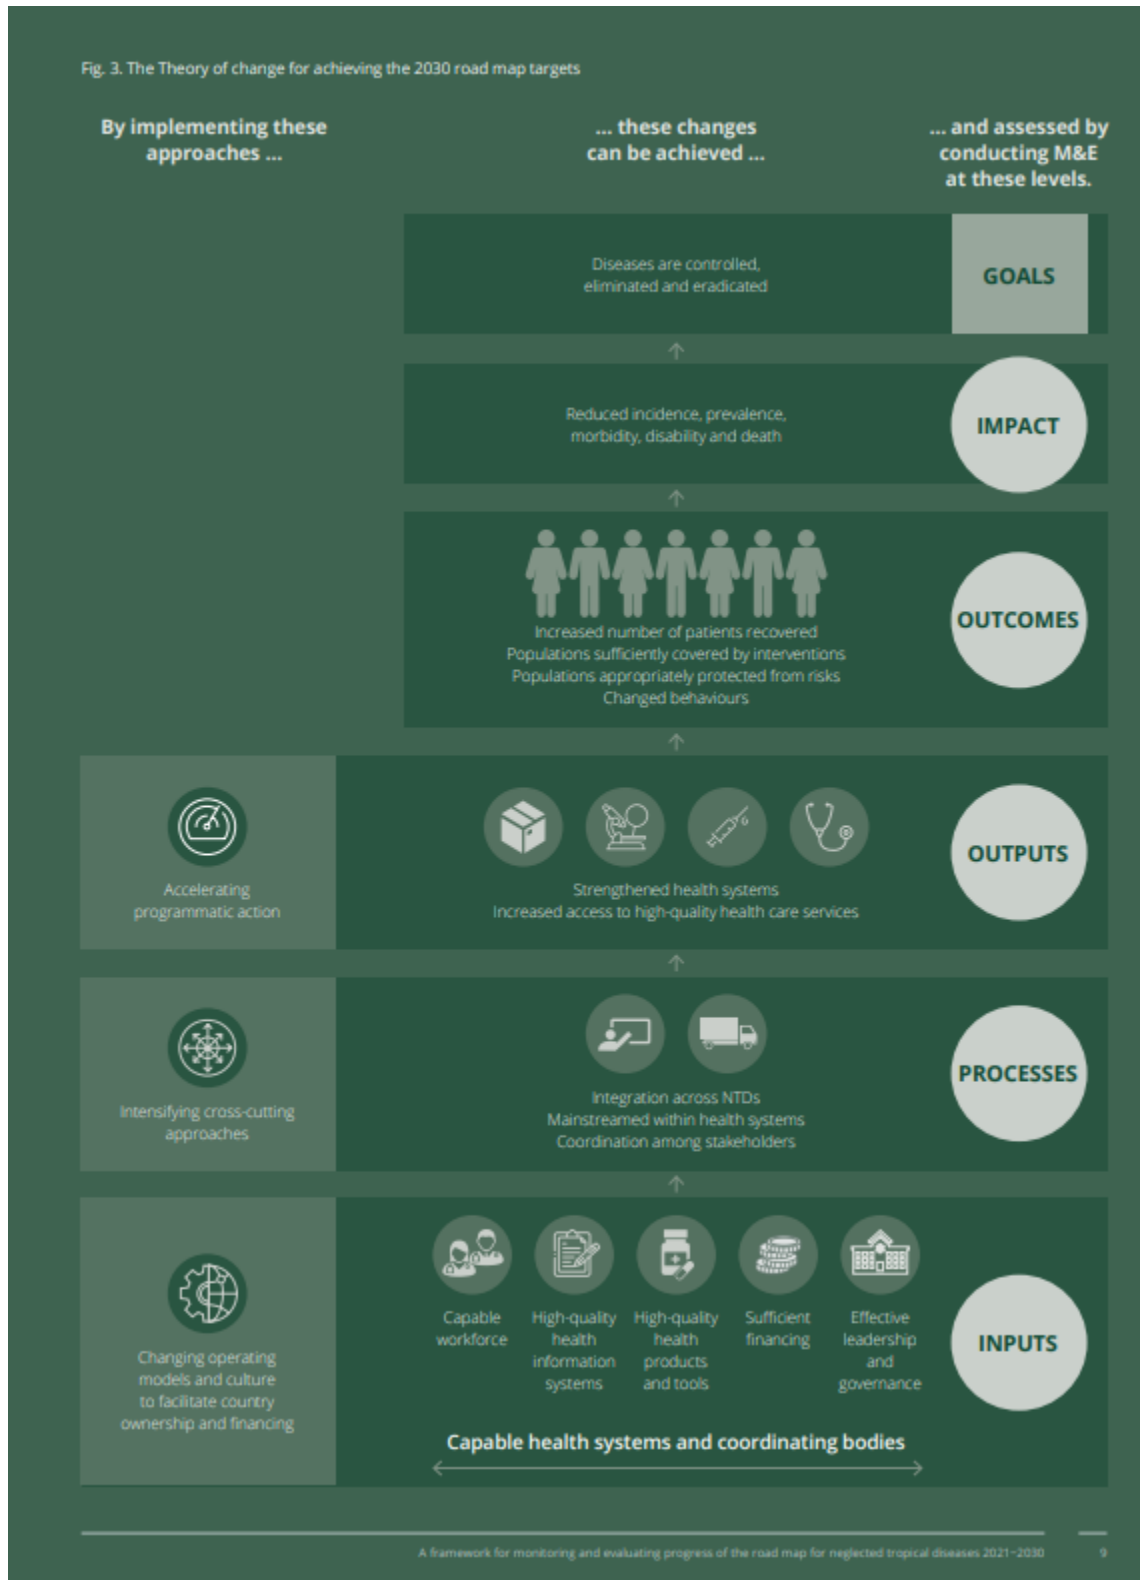 Fig. 3. The Theory of change for achieving the 2030 road map targets
By implementing these
approaches ...
... these changes
can be achieved ...
... and assessed by
conducting M&E
at these levels.
Diseases are controlled,
eliminated and eradicated
GOALS
Reduced incidence, prevalence,
morbidity, disability and death
IMPACT
Increased number of patients recovered
Populations sufficiently covered by interventions
Populations appropriately protected from risks
Changed behaviours
OUTCOMES
Accelerating
programmatic action
Strengthened health systems
Increased access to high-quality health care services
OUTPUTS
Intensifying cross-cutting
approaches
Integration across NTDs
Mainstreamed within health systems
Coordination among stakeholders
PROCESSES
Changing operating
models and culture
to facilitate country
ownership and financing
Capable
workforce
High-quality
health
information
systems
High-quality
health
products
and tools
Sufficient
financing
Effective
leadership
and
governance
INPUTS
Capable health systems and coordinating bodies
A framework for monitoring and evaluating progress of the road map for neglected tropical diseases 2021−2030
9